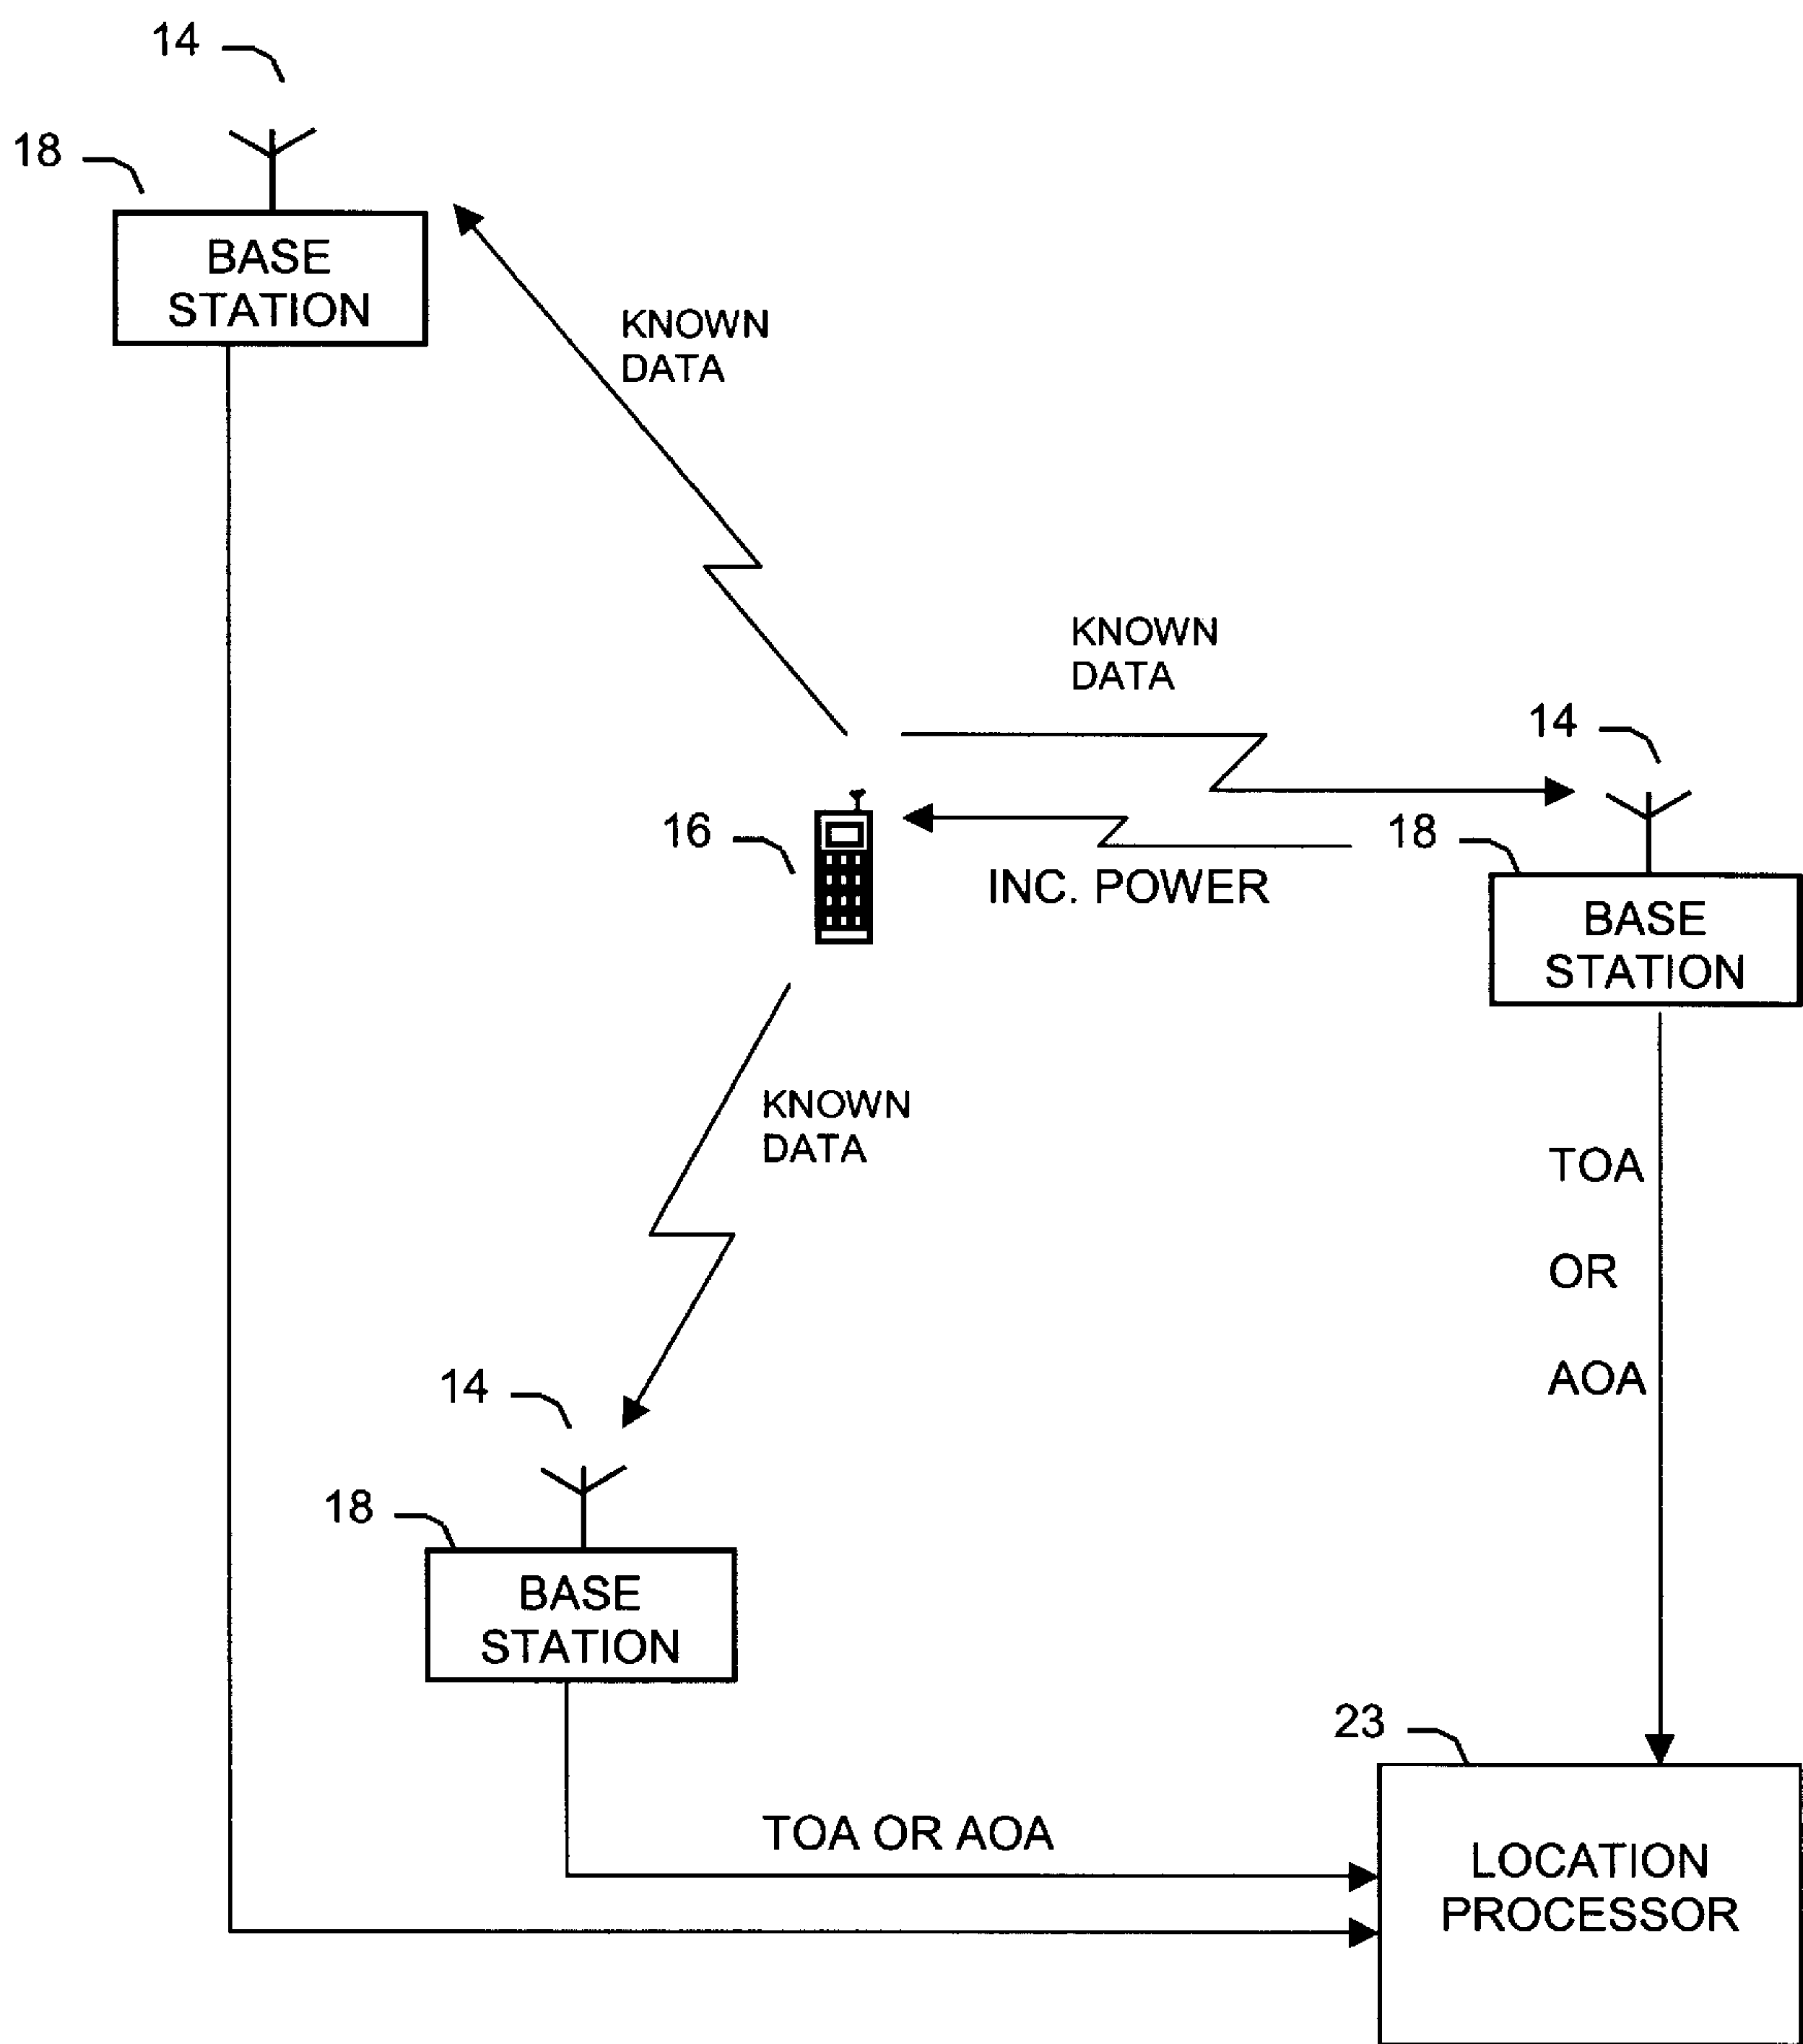 14
18
BASE
STATION
KNOWN
DATA
KNOWN
DATA
14
16
18
INC. POWER
BASE
STATION
KNOWN
DATA
TOA
OR
AOA
14
18
BASE
STATION
23
TOA OR AOA
LOCATION
PROCESSOR